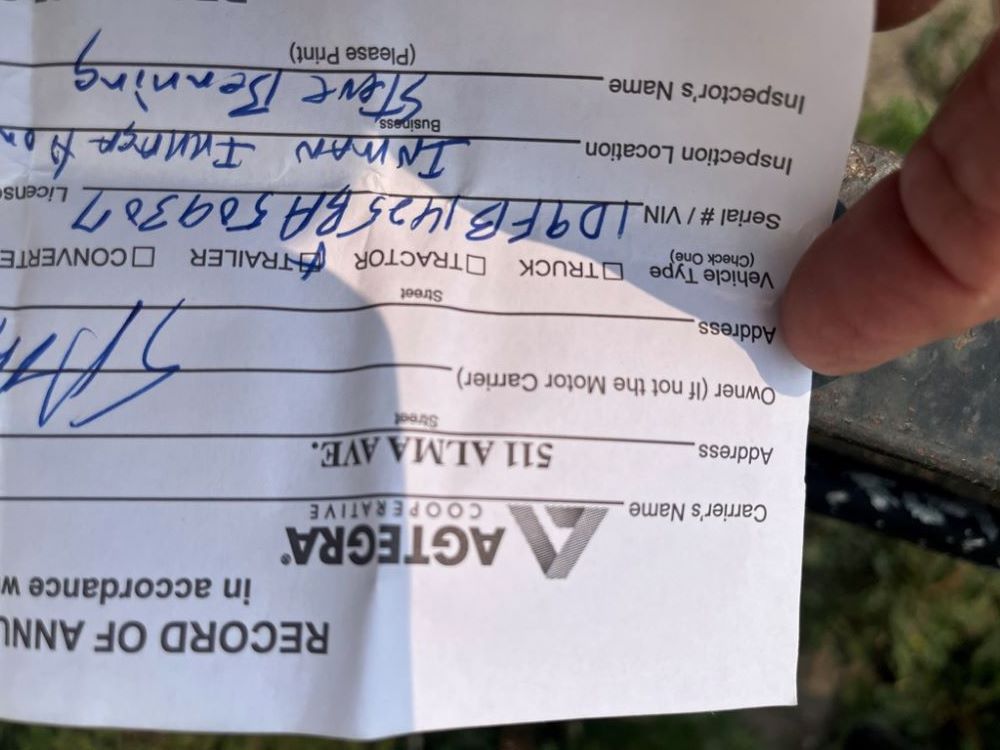 RECORD OF ANNU
in accordance w
AGTEGRA®
COOPERATIVE
Carrier's Name
511 ALMA AVE.
Address
Street
Owner (If not the Motor Carrier)
Address
Street
Vehicle Type (Check One) ☐ TRUCK ☐ TRACTOR ☑ TRAILER ☐ CONVERTE
Serial # / VIN 1D9FB1425BA509307 License
Inspection Location INMAN
Business
Inspector's Name Steve Benning
(Please Print)